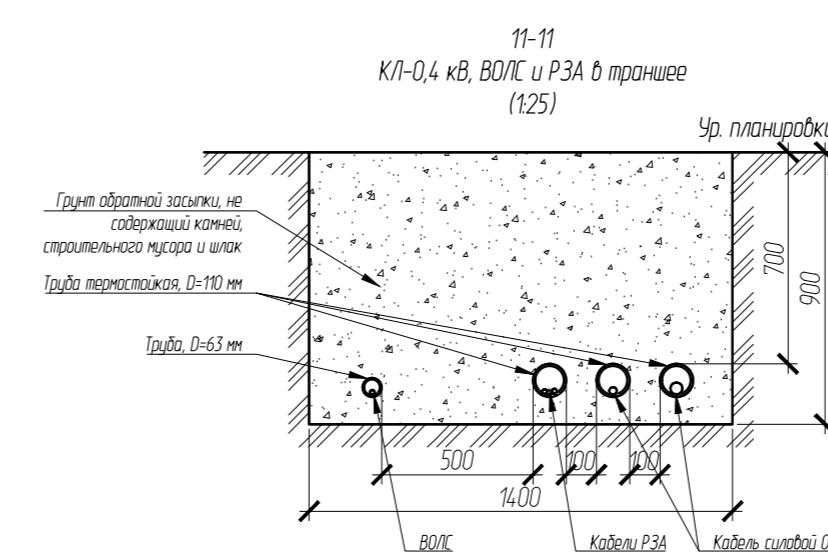 11-11
КЛ-0,4 кВ, ВОЛС и РЗА в траншее
(1:25)
Ур. планировки
Грунт обратной засыпки, не
содержащий камней,
строительного мусора и шлак
Труба термостойкая, D=110 мм
Труба, D=63 мм
700
900
500
100
100
1400
ВОЛС
Кабели РЗА
Кабель силовой